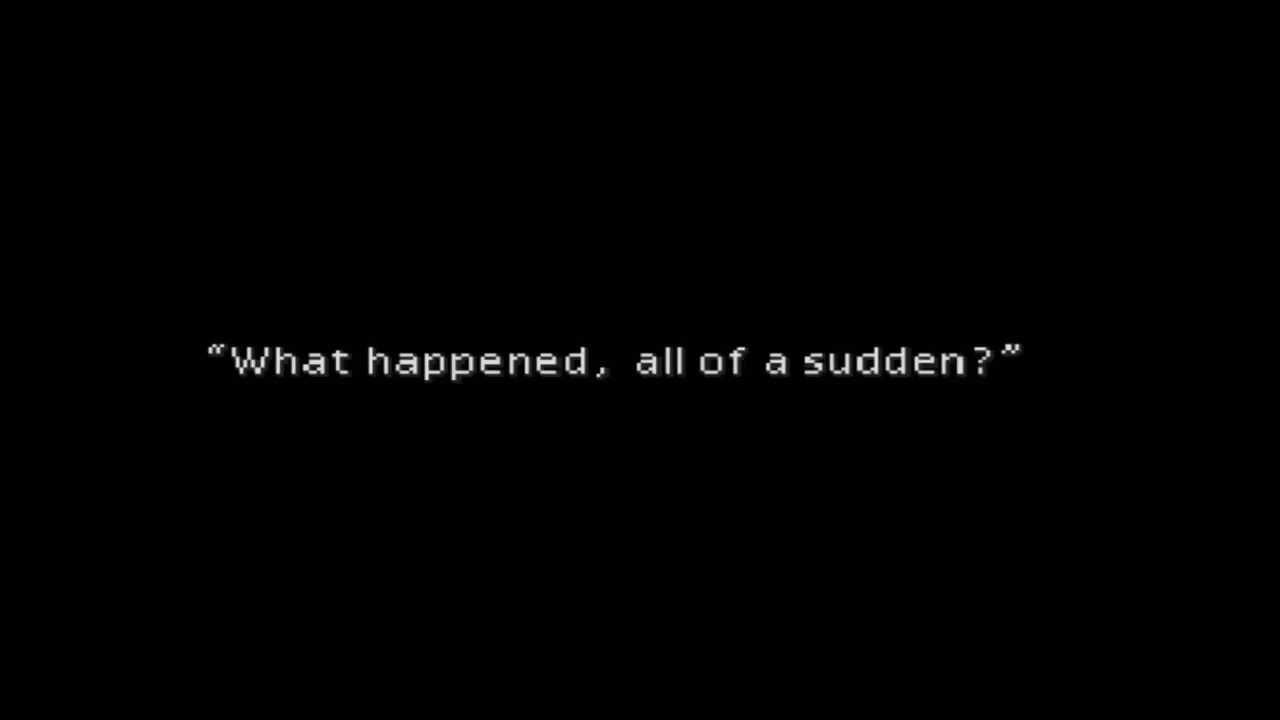 “What happened, all of a sudden?”